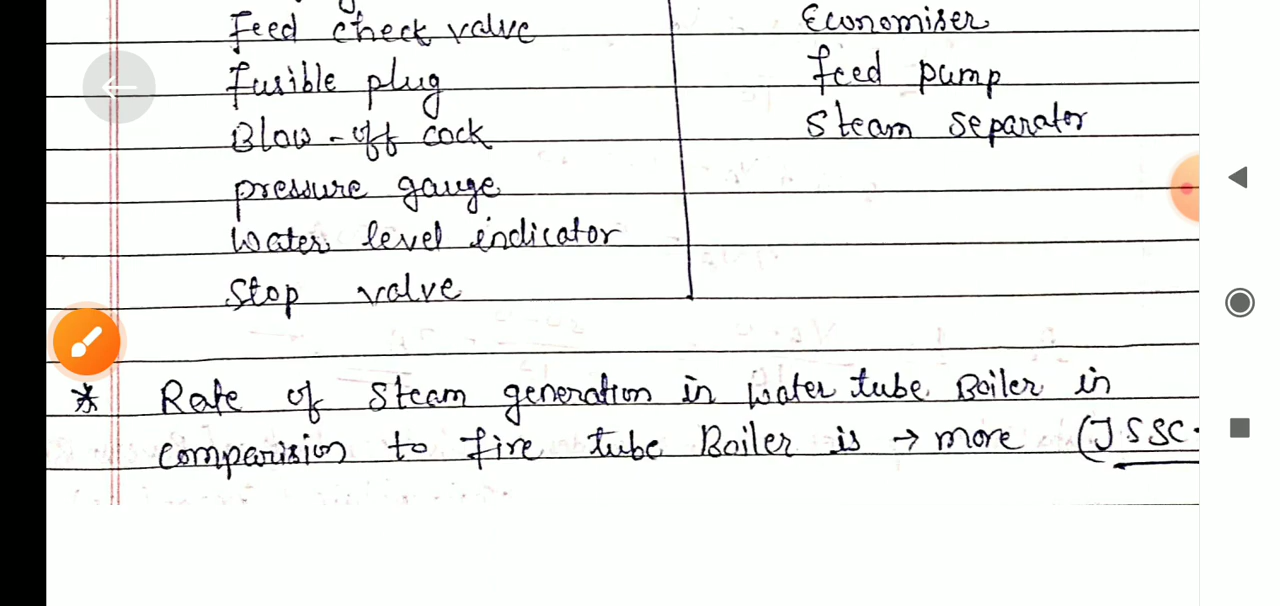 Feed check valve
Fusible plug
Blow-off cock
pressure gauge
Water level indicator
Stop valve
Economiser
feed pump
Steam separator
* Rate of Steam generation in water tube Boiler in
comparision to fire tube Boiler is → more (JSSC